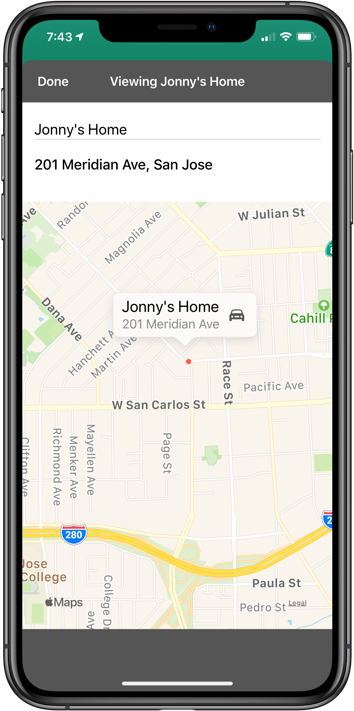 7:43
Done
Viewing Jonny's Home
Jonny's Home
201 Meridian Ave, San Jose
W Julian St
Magnolia Ave
Dana Ave
Cahill
Jonny's Home
201 Meridian Ave
Hanchett A
Martin Ave
Race St
Pacific Ave
W San Carlos St
Page St
Mayellen Ave
Menker Ave
Richmond Ave
Clifton Ave
280
Jose
College
College Dr
Paula St
Pedro St
Legal
Maps